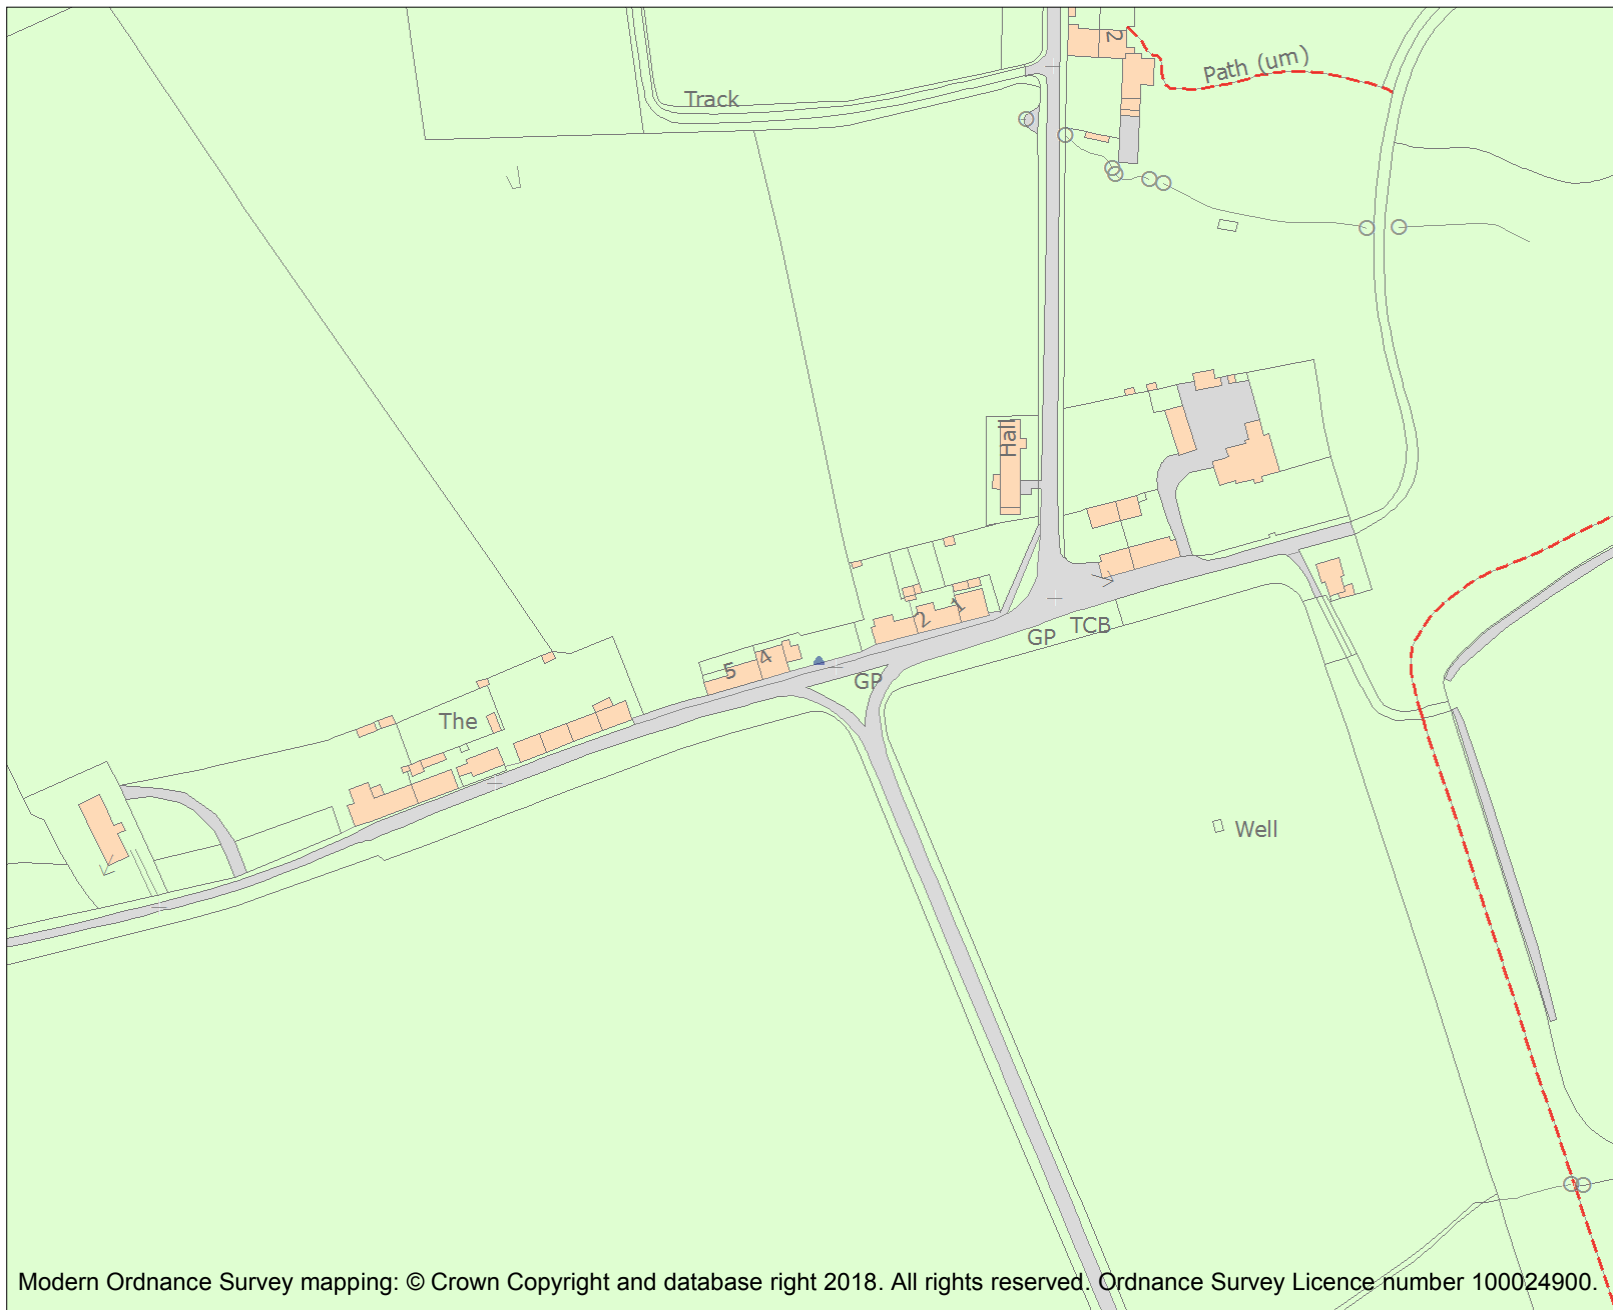 2
Path (um)
Track
Hall
1
2
GP
TCB
4
5
GP
The
Well
Modern Ordnance Survey mapping: © Crown Copyright and database right 2018. All rights reserved. Ordnance Survey Licence number 100024900.